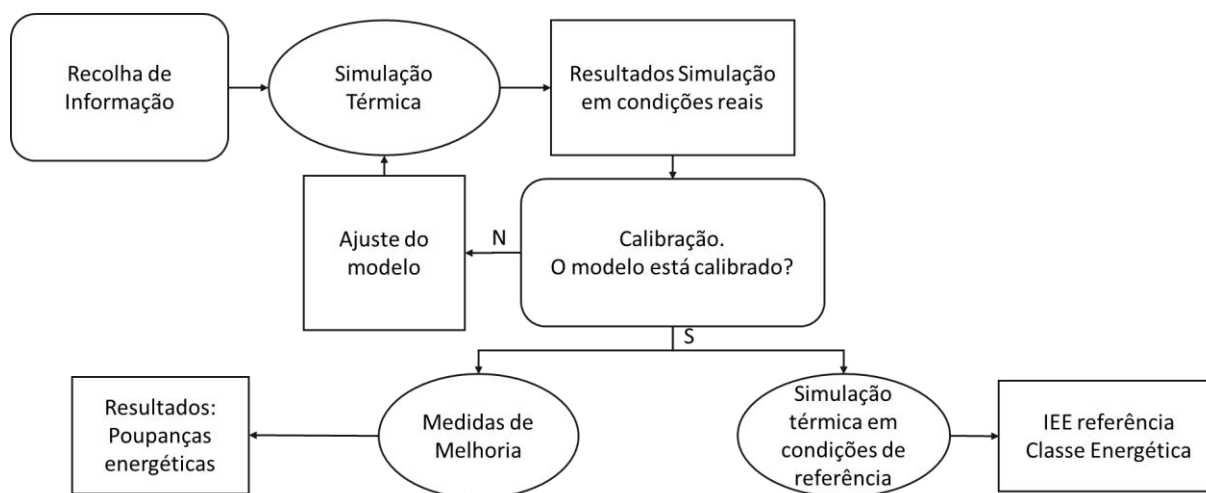 Recolha de
Informação
Simulação
Térmica
Resultados Simulação
em condições reais
Ajuste do
modelo
N
Calibração.
O modelo está calibrado?
S
Resultados:
Poupanças
energéticas
Medidas de
Melhoria
Simulação
térmica em
condições de
referência
IEE referência
Classe Energética